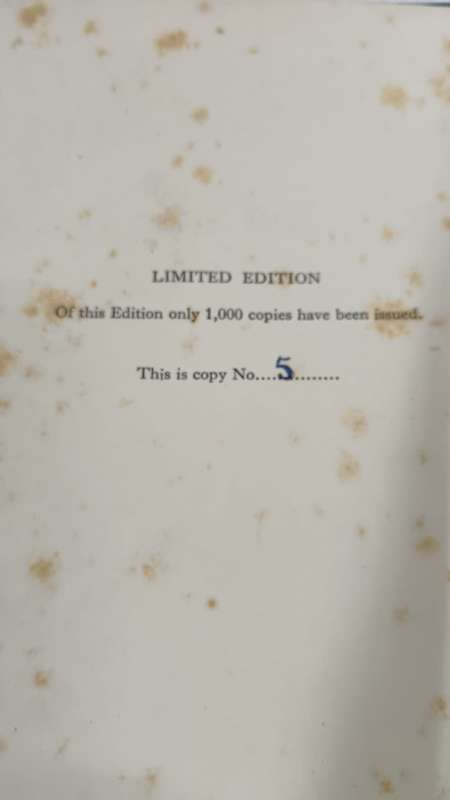 LIMITED EDITION
Of this Edition only 1,000 copies have been issued.
This is copy No....5.........